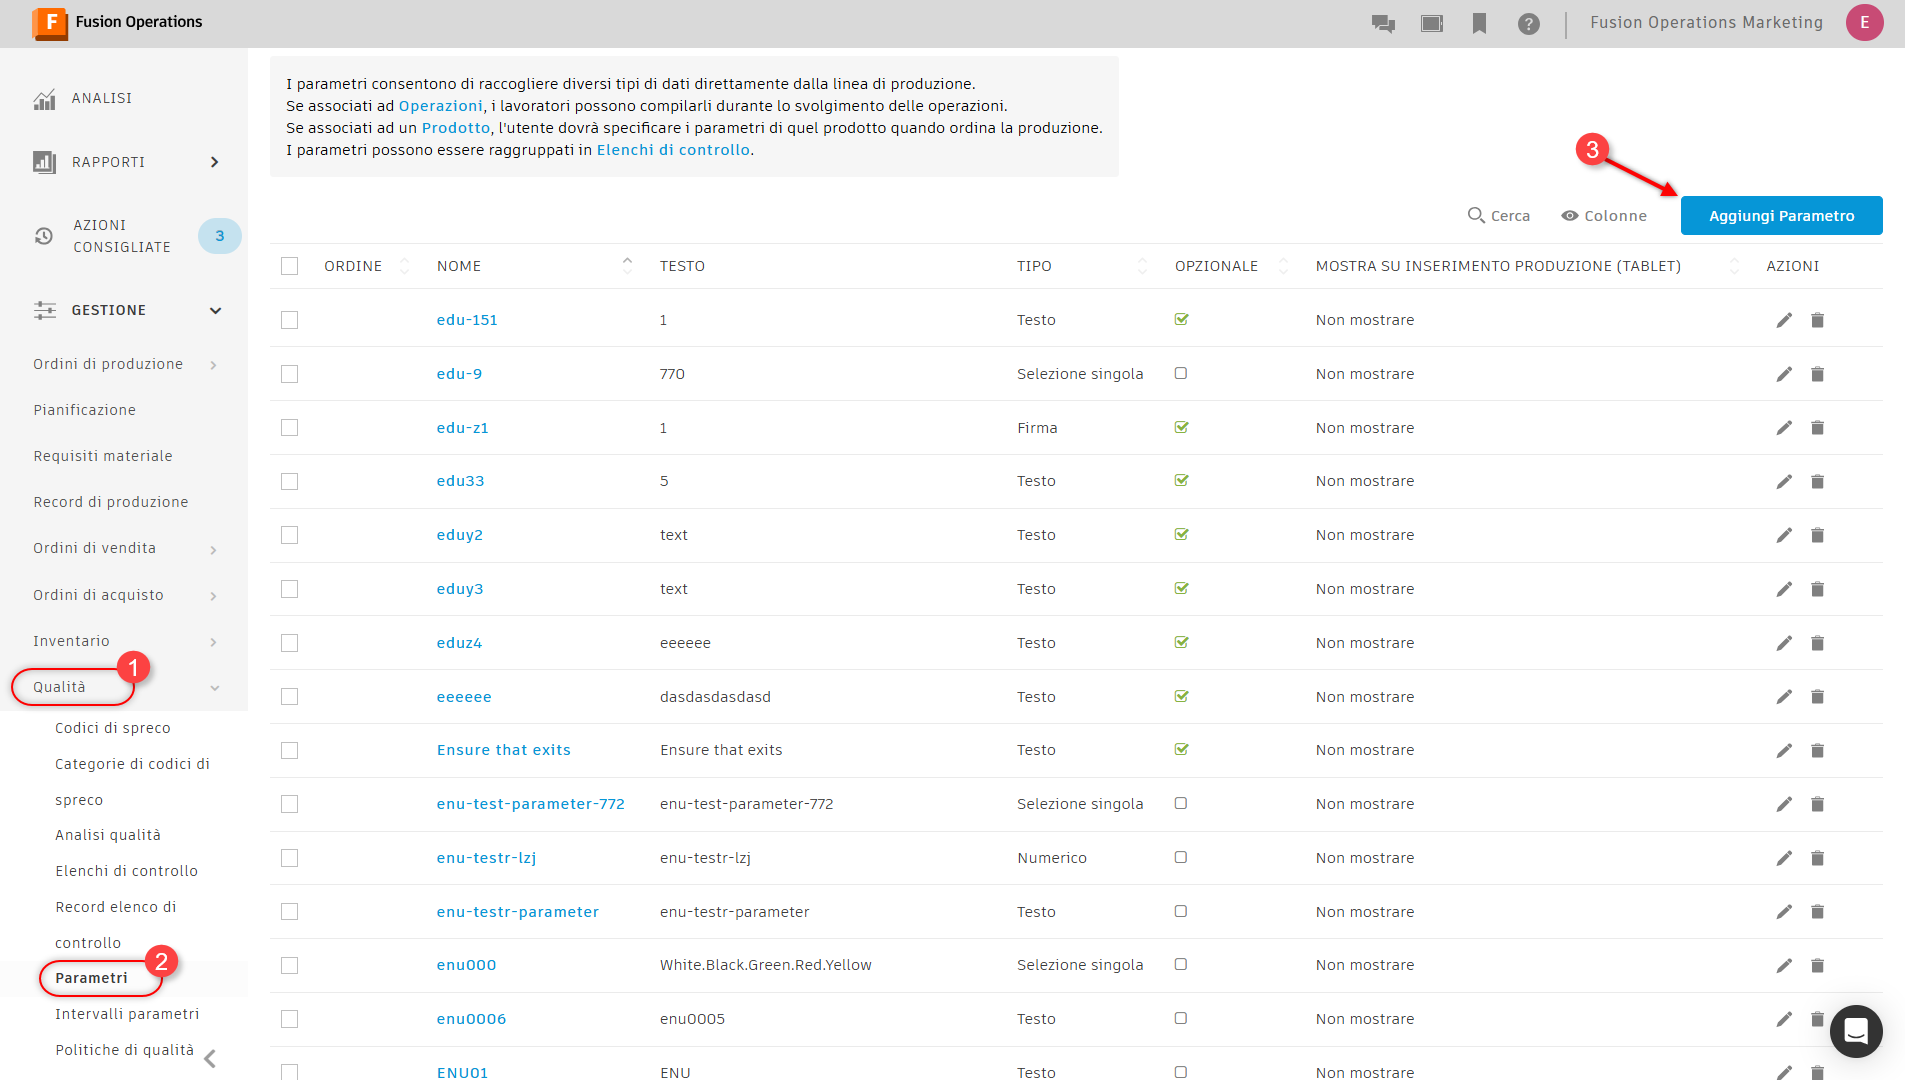 F Fusion Operations
Fusion Operations Marketing E
ANALISI
RAPPORTI
AZIONI
CONSIGLIATE
3
GESTIONE
Ordini di produzione
Pianificazione
Requisiti materiale
Record di produzione
Ordini di vendita
Ordini di acquisto
Inventario
1
Qualità
Codici di spreco
Categorie di codici di
spreco
Analisi qualità
Elenchi di controllo
Record elenco di
controllo
2
Parametri
Intervalli parametri
Politiche di qualità
I parametri consentono di raccogliere diversi tipi di dati direttamente dalla linea di produzione.
Se associati ad Operazioni, i lavoratori possono compilarli durante lo svolgimento delle operazioni.
Se associati ad un Prodotto, l'utente dovrà specificare i parametri di quel prodotto quando ordina la produzione.
I parametri possono essere raggruppati in Elenchi di controllo.
3
Cerca Colonne Aggiungi Parametro
ORDINE NOME TESTO TIPO OPZIONALE MOSTRA SU INSERIMENTO PRODUZIONE (TABLET) AZIONI
edu-151 1 Testo Non mostrare
edu-9 770 Selezione singola Non mostrare
edu-z1 1 Firma Non mostrare
edu33 5 Testo Non mostrare
eduy2 text Testo Non mostrare
eduy3 text Testo Non mostrare
eduz4 eeeeee Testo Non mostrare
eeeeee dasdasdasdasd Testo Non mostrare
Ensure that exits Ensure that exits Testo Non mostrare
enu-test-parameter-772 enu-test-parameter-772 Selezione singola Non mostrare
enu-testr-lzj enu-testr-lzj Numerico Non mostrare
enu-testr-parameter enu-testr-parameter Testo Non mostrare
enu000 White.Black.Green.Red.Yellow Selezione singola Non mostrare
enu0006 enu0005 Testo Non mostrare
ENU01 ENU Testo Non mostrare